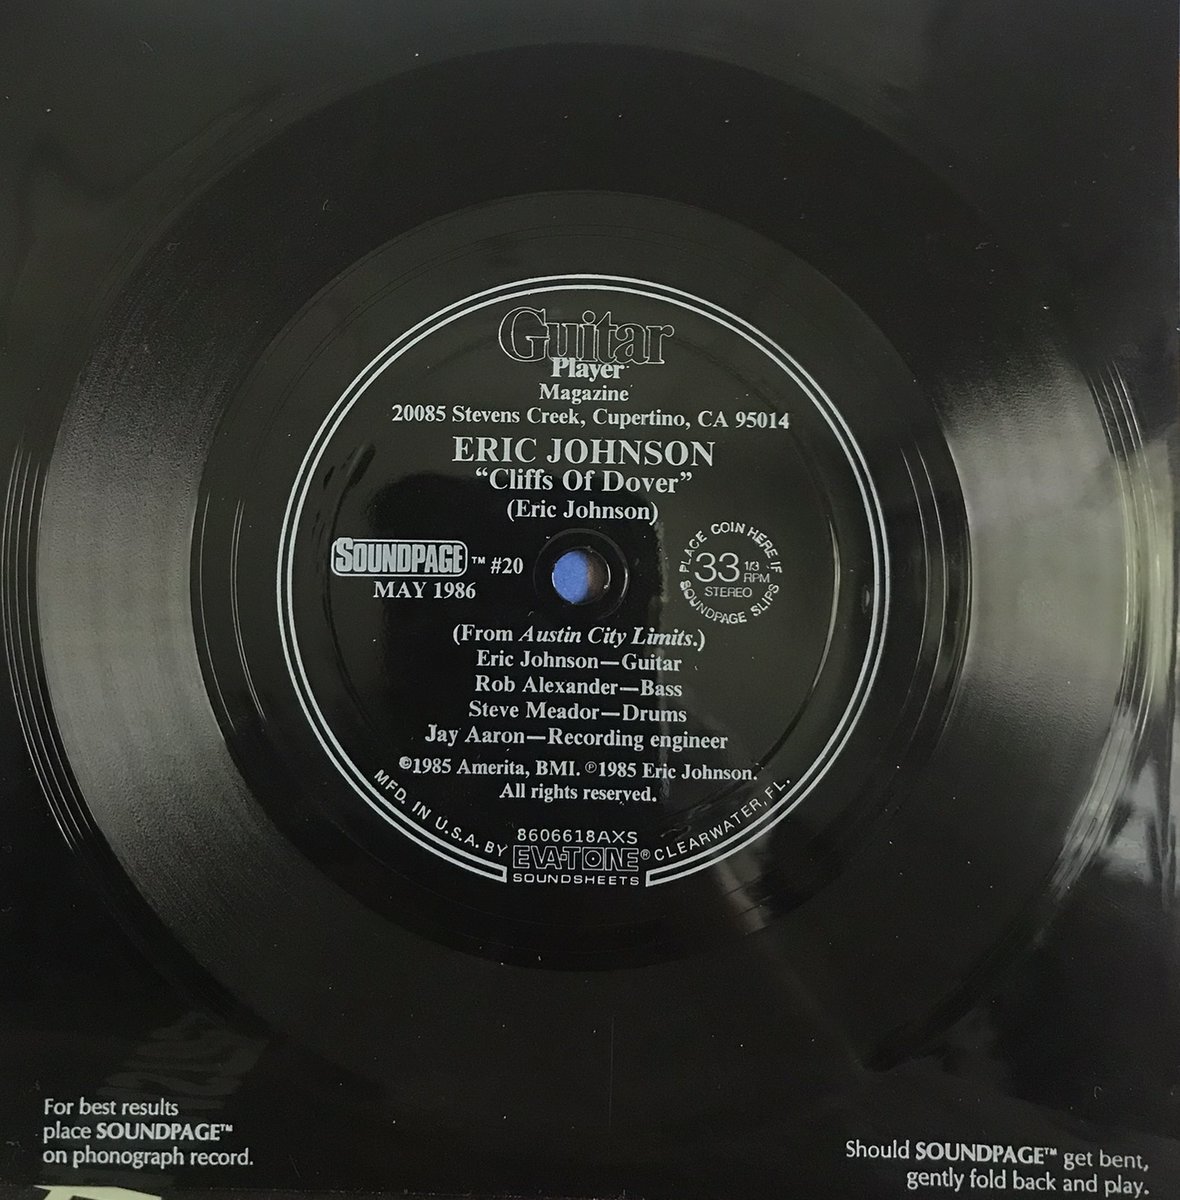 Guitar
Player
Magazine
20085 Stevens Creek, Cupertino, CA 95014
ERIC JOHNSON
“Cliffs Of Dover”
(Eric Johnson)
SOUNDPAGE™ #20
MAY 1986
PLACE COIN HERE IF
SOUNDPAGE SLIPS
33 1/3
RPM
STEREO
(From Austin City Limits.)
Eric Johnson—Guitar
Rob Alexander—Bass
Steve Meador—Drums
Jay Aaron—Recording engineer
©1985 Amerita, BMI. ℗1985 Eric Johnson.
All rights reserved.
MFD. IN U.S.A. BY
8606618AXS
EVA-TONE®
SOUNDSHEETS
CLEARWATER, FL.
For best results
place SOUNDPAGE™
on phonograph record.
Should SOUNDPAGE™ get bent,
gently fold back and play.